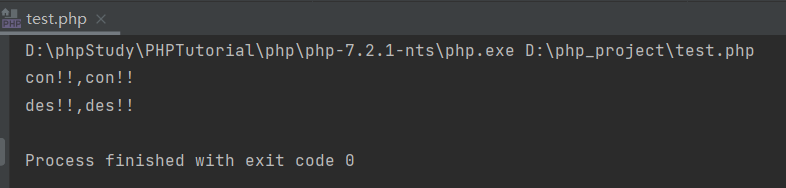 PHP test.php ×
D:\phpStudy\PHPTutorial\php\php-7.2.1-nts\php.exe D:\php_project\test.php
con!!,con!!
des!!,des!!
Process finished with exit code 0